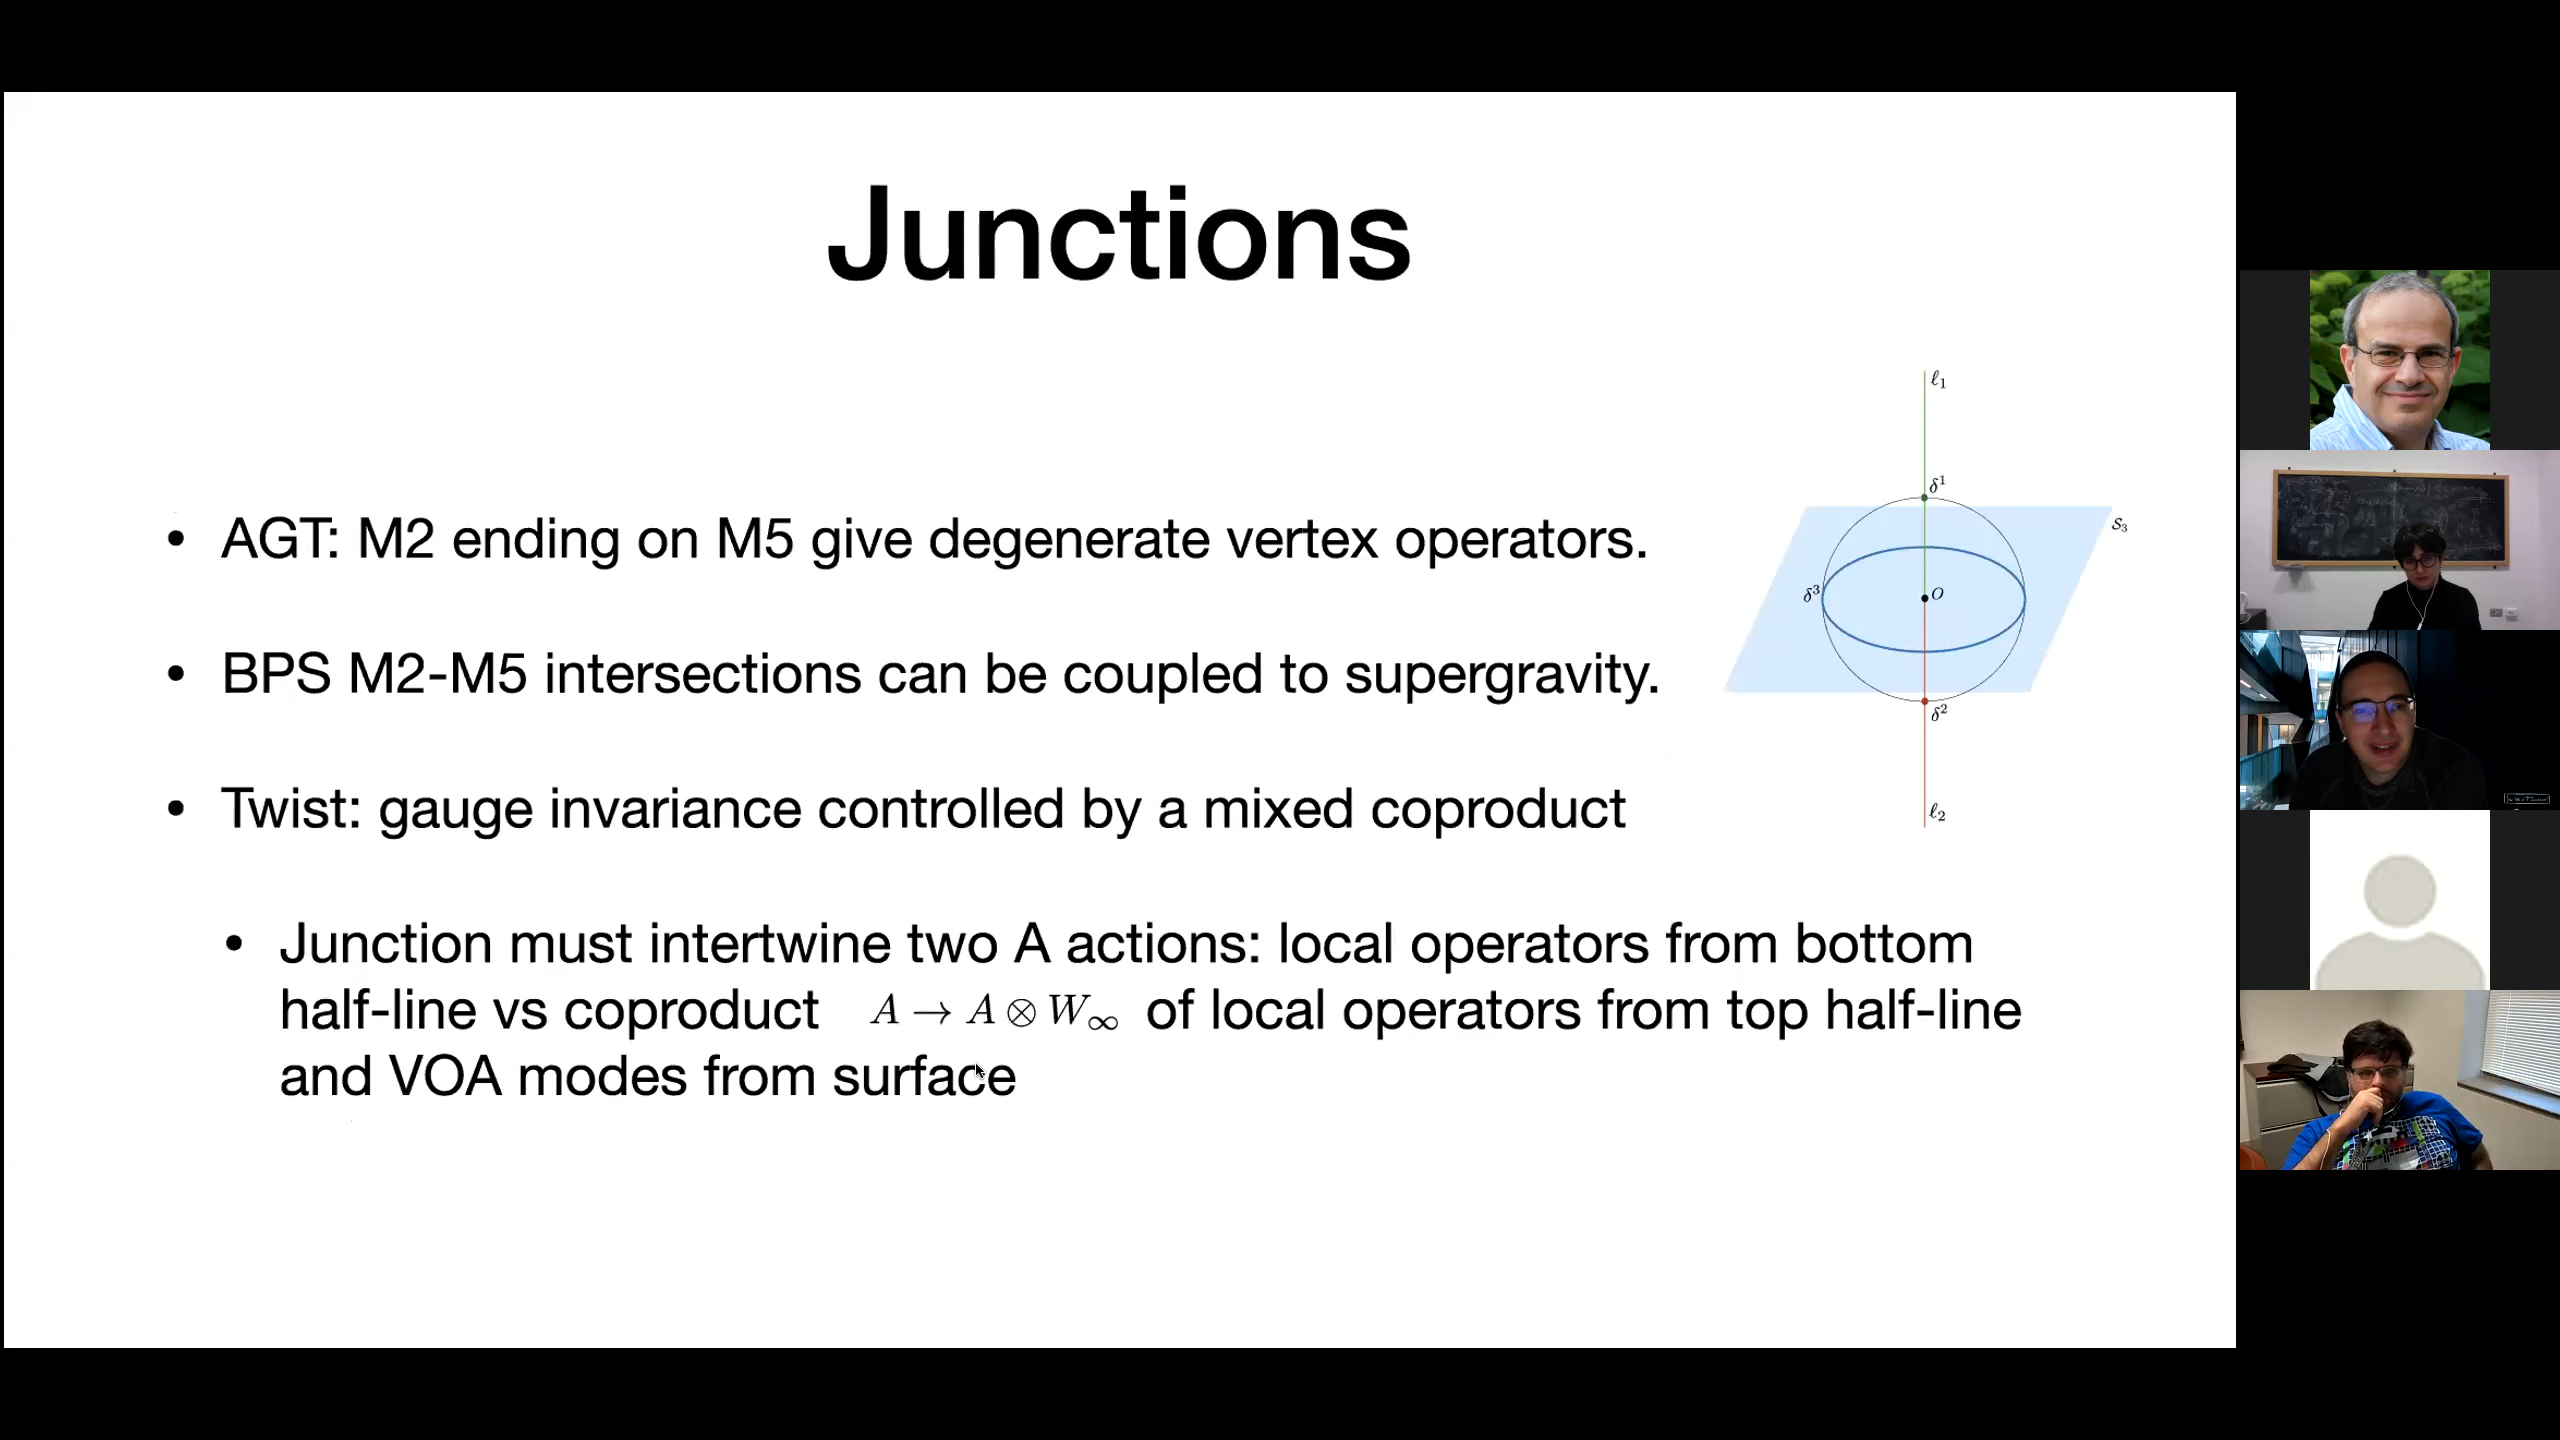 Junctions
• AGT: M2 ending on M5 give degenerate vertex operators.
• BPS M2-M5 intersections can be coupled to supergravity.
• Twist: gauge invariance controlled by a mixed coproduct
• Junction must intertwine two A actions: local operators from bottom
half-line vs coproduct A → A ⊗ W∞ of local operators from top half-line
and VOA modes from surface
ℓ₁
δ¹
S₃
δ³
O
δ²
ℓ₂